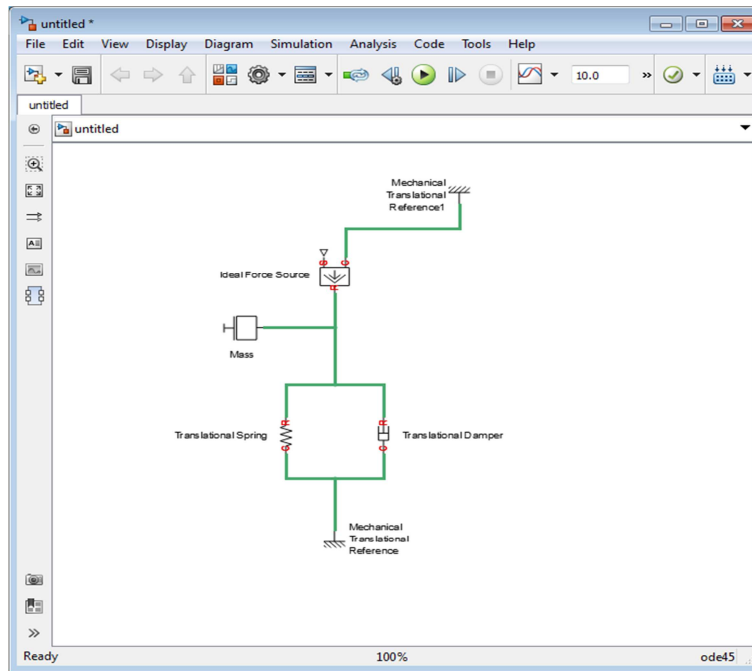 untitled *
File Edit View Display Diagram Simulation Analysis Code Tools Help
10.0
»
untitled
untitled
Mechanical
Translational
Reference1
S C
Ideal Force Source
R
Mass
R R
Translational Spring
Translational Damper
C C
Mechanical
Translational
Reference
»
Ready 100% ode45